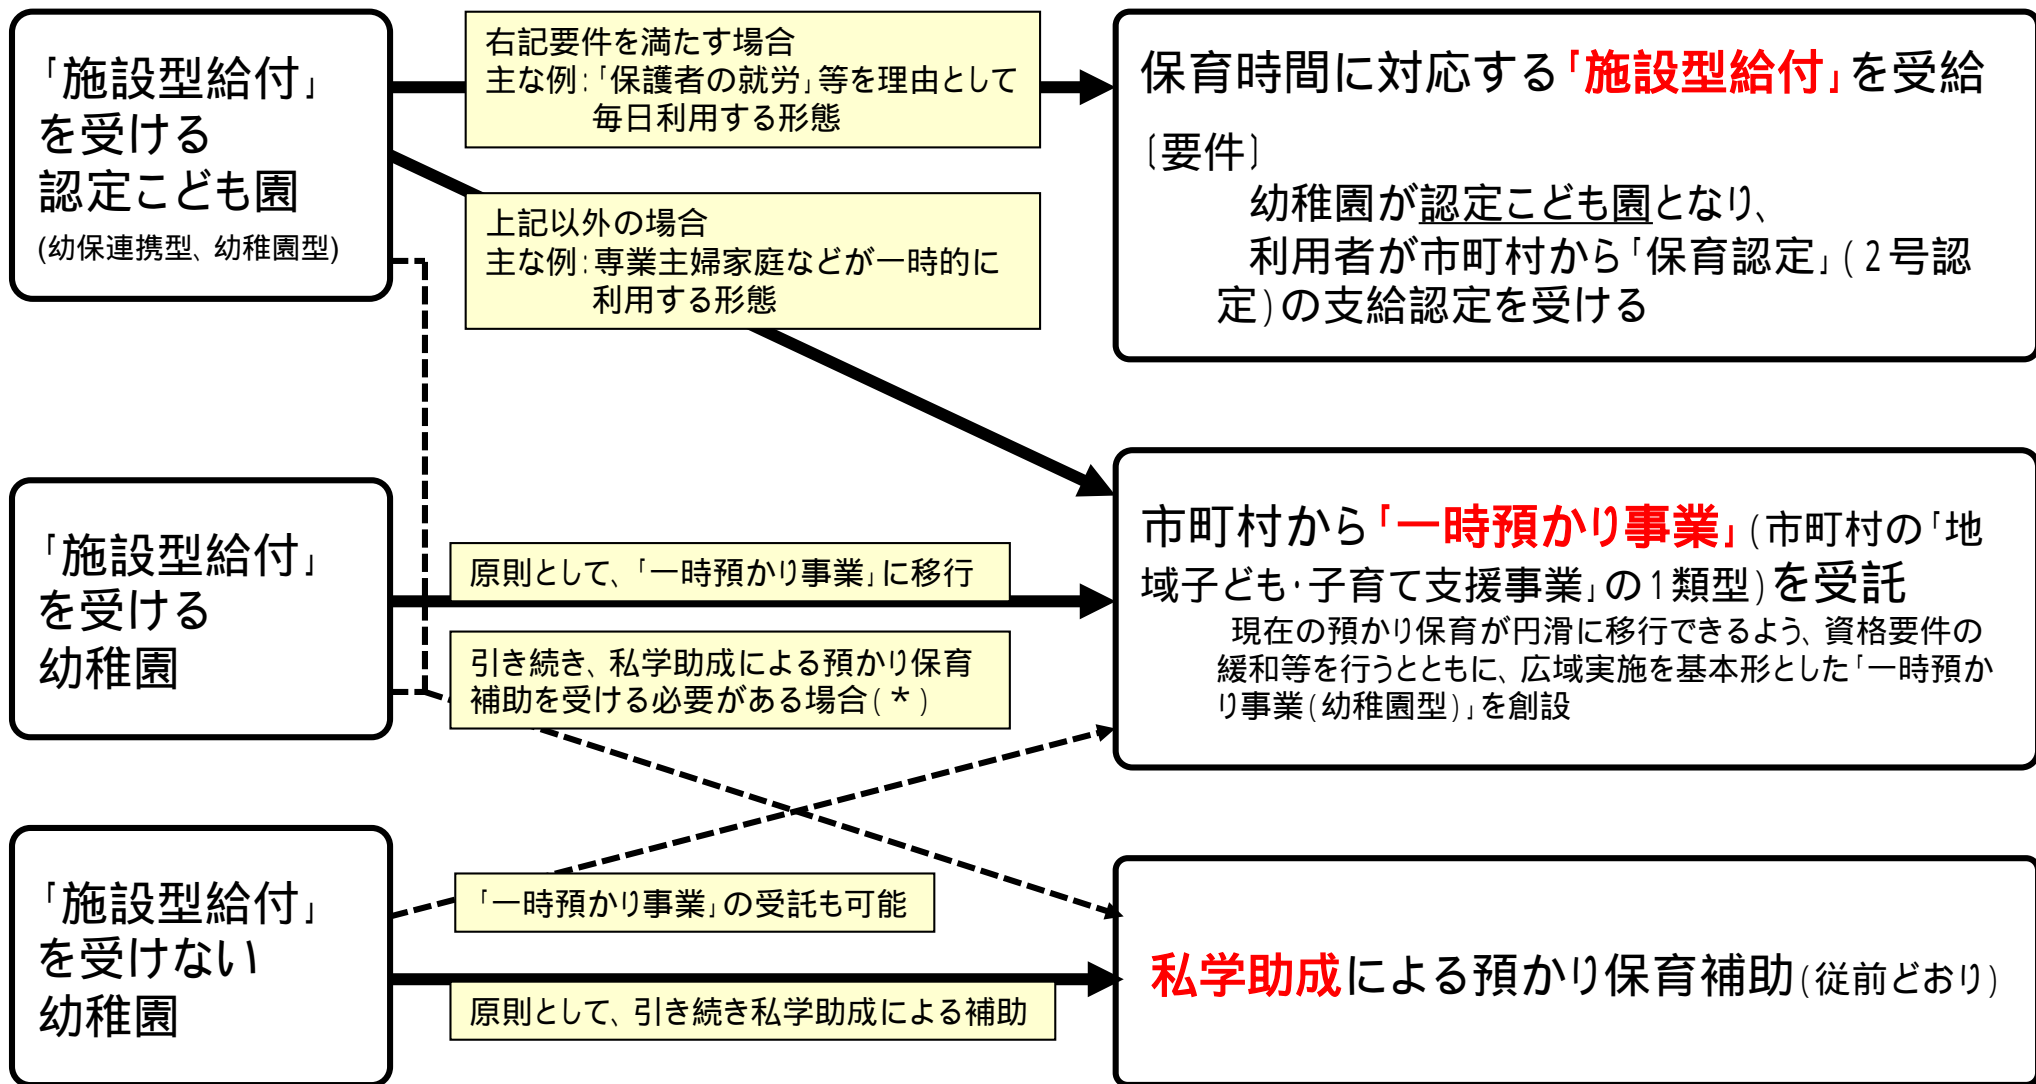 「施設型給付」
を受ける
認定こども園
(幼保連携型、幼稚園型)
右記要件を満たす場合
主な例：「保護者の就労」等を理由として
毎日利用する形態
上記以外の場合
主な例：専業主婦家庭などが一時的に
利用する形態
保育時間に対応する「施設型給付」を受給
〔要件〕
幼稚園が認定こども園となり、
利用者が市町村から「保育認定」(２号認
定)の支給認定を受ける
「施設型給付」
を受ける
幼稚園
原則として、「一時預かり事業」に移行
引き続き、私学助成による預かり保育
補助を受ける必要がある場合(＊)
市町村から「一時預かり事業」(市町村の「地
域子ども・子育て支援事業」の１類型)を受託
現在の預かり保育が円滑に移行できるよう、資格要件の
緩和等を行うとともに、広域実施を基本形とした「一時預か
り事業(幼稚園型)」を創設
「施設型給付」
を受けない
幼稚園
「一時預かり事業」の受託も可能
原則として、引き続き私学助成による補助
私学助成による預かり保育補助(従前どおり)